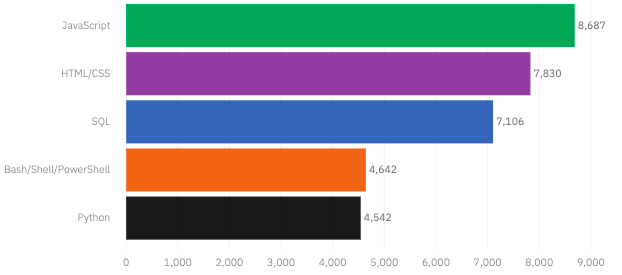 JavaScript 8,687
HTML/CSS 7,830
SQL 7,106
Bash/Shell/PowerShell 4,642
Python 4,542
0 1,000 2,000 3,000 4,000 5,000 6,000 7,000 8,000 9,000